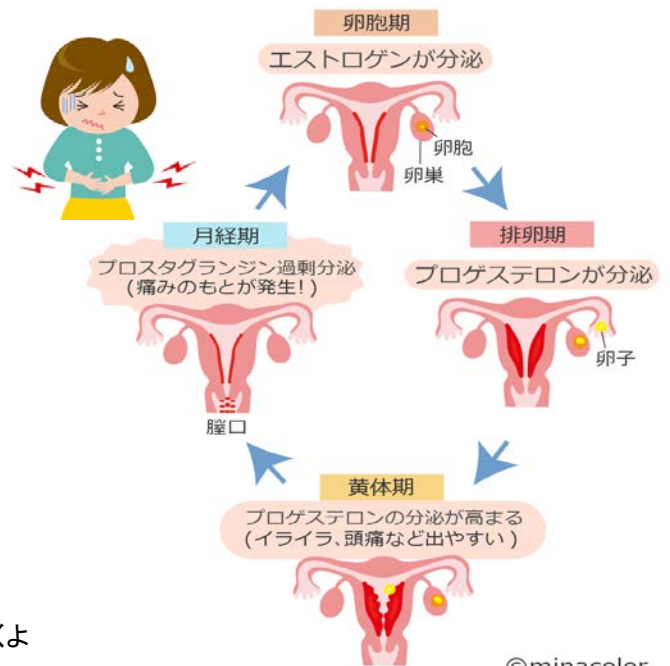 卵胞期
エストロゲンが分泌
卵胞
卵巣
月経期
プロスタグランジン過剰分泌
(痛みのもとが発生!)
膣口
排卵期
プロゲステロンが分泌
卵子
黄体期
プロゲステロンの分泌が高まる
(イライラ、頭痛など出やすい)
くよ
©minacolor